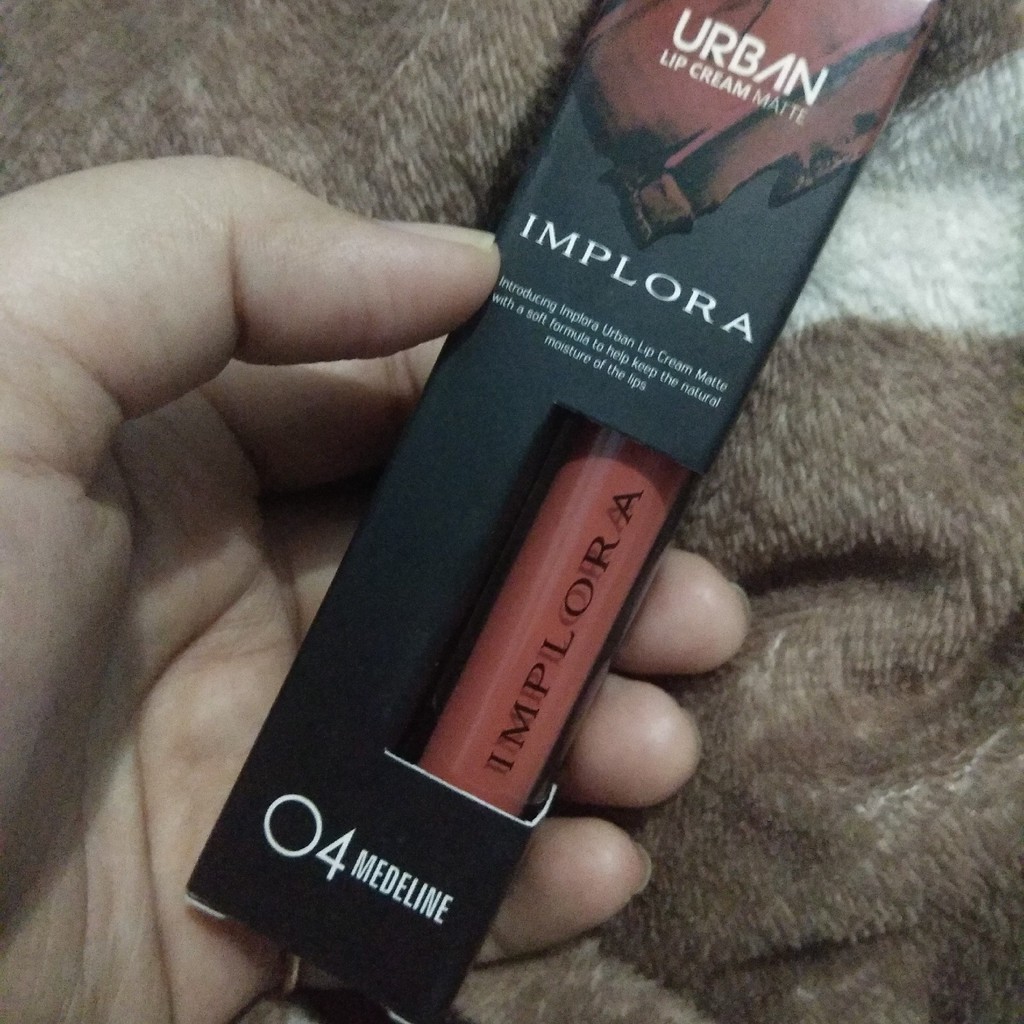 URBAN
LIP CREAM MATTE
IMPLORA
Introducing Implora Urban Lip Cream Matte
with a soft formula to help keep the natural
moisture of the lips
IMPLORA
04 MEDELINE